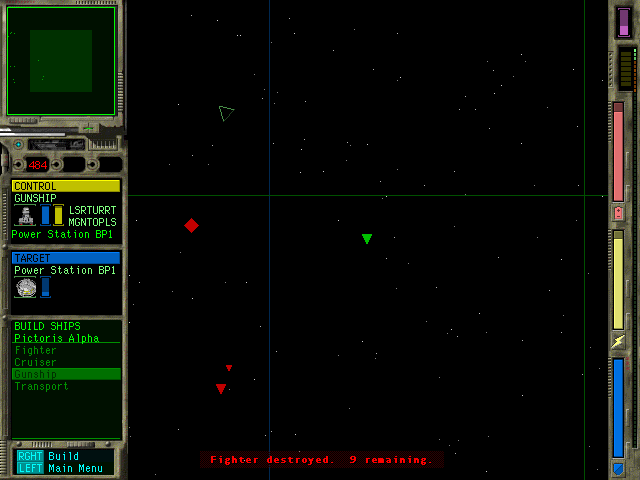 484
CONTROL
GUNSHIP
LSRTURRT
MGNTOPLS
Power Station BP1
TARGET
Power Station BP1
BUILD SHIPS
Pictoris Alpha
Fighter
Cruiser
Gunship
Transport
RGHT Build
LEFT Main Menu
Fighter destroyed. 9 remaining.